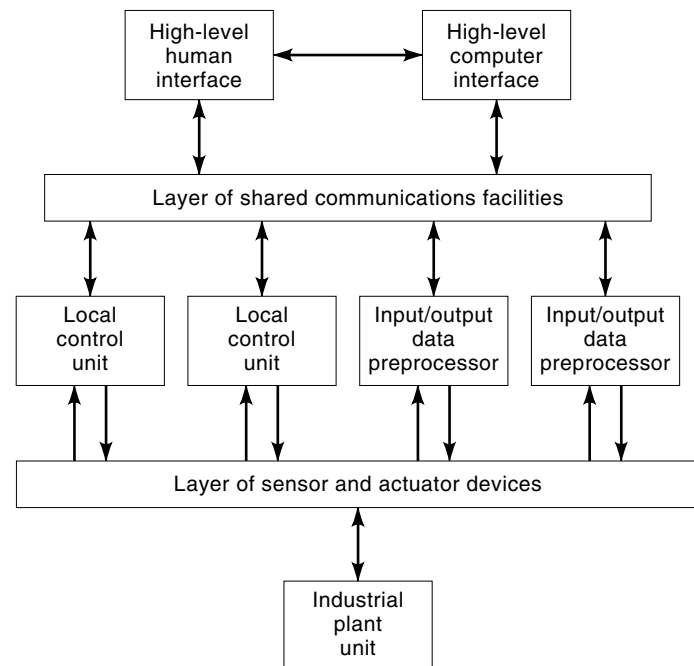 High-level
human
interface
High-level
computer
interface
Layer of shared communications facilities
Local
control
unit
Local
control
unit
Input/output
data
preprocessor
Input/output
data
preprocessor
Layer of sensor and actuator devices
Industrial
plant
unit